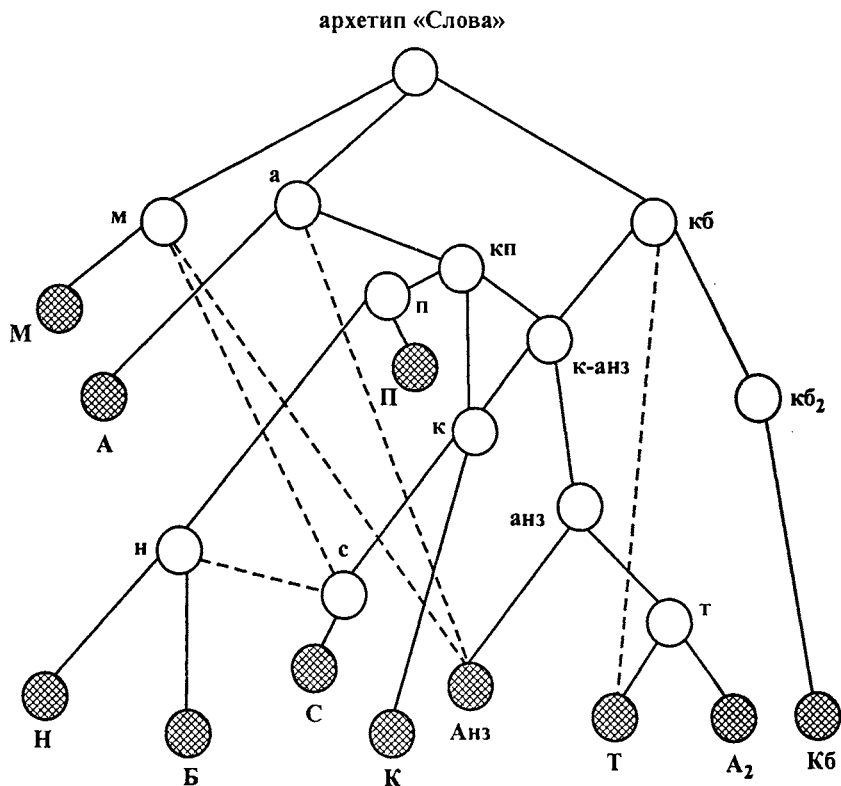 архетип «Слова»
а
м
кб
кп
п
М
к-анз
П
А
к
кб₂
анз
н
с
т
С
Н
Анз
Б
К
Т
А₂
Кб